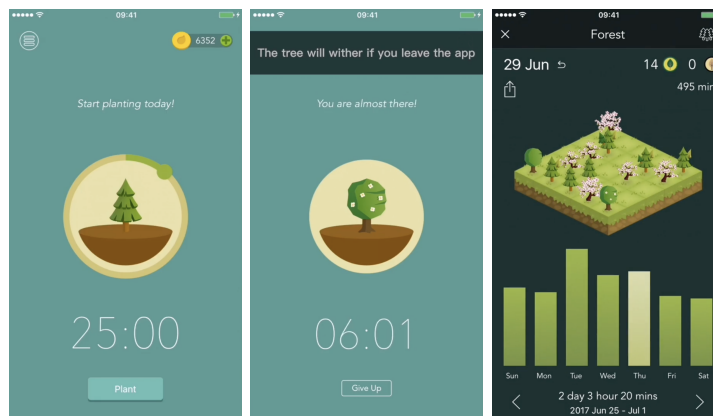 09:41
6352
Start planting today!
25:00
Plant
09:41
The tree will wither if you leave the app
You are almost there!
06:01
Give Up
09:41
Forest
29 Jun
14
0
495 min
Sun Mon Tue Wed Thu Fri Sat
2 day 3 hour 20 mins
2017 Jun 25 - Jul 1